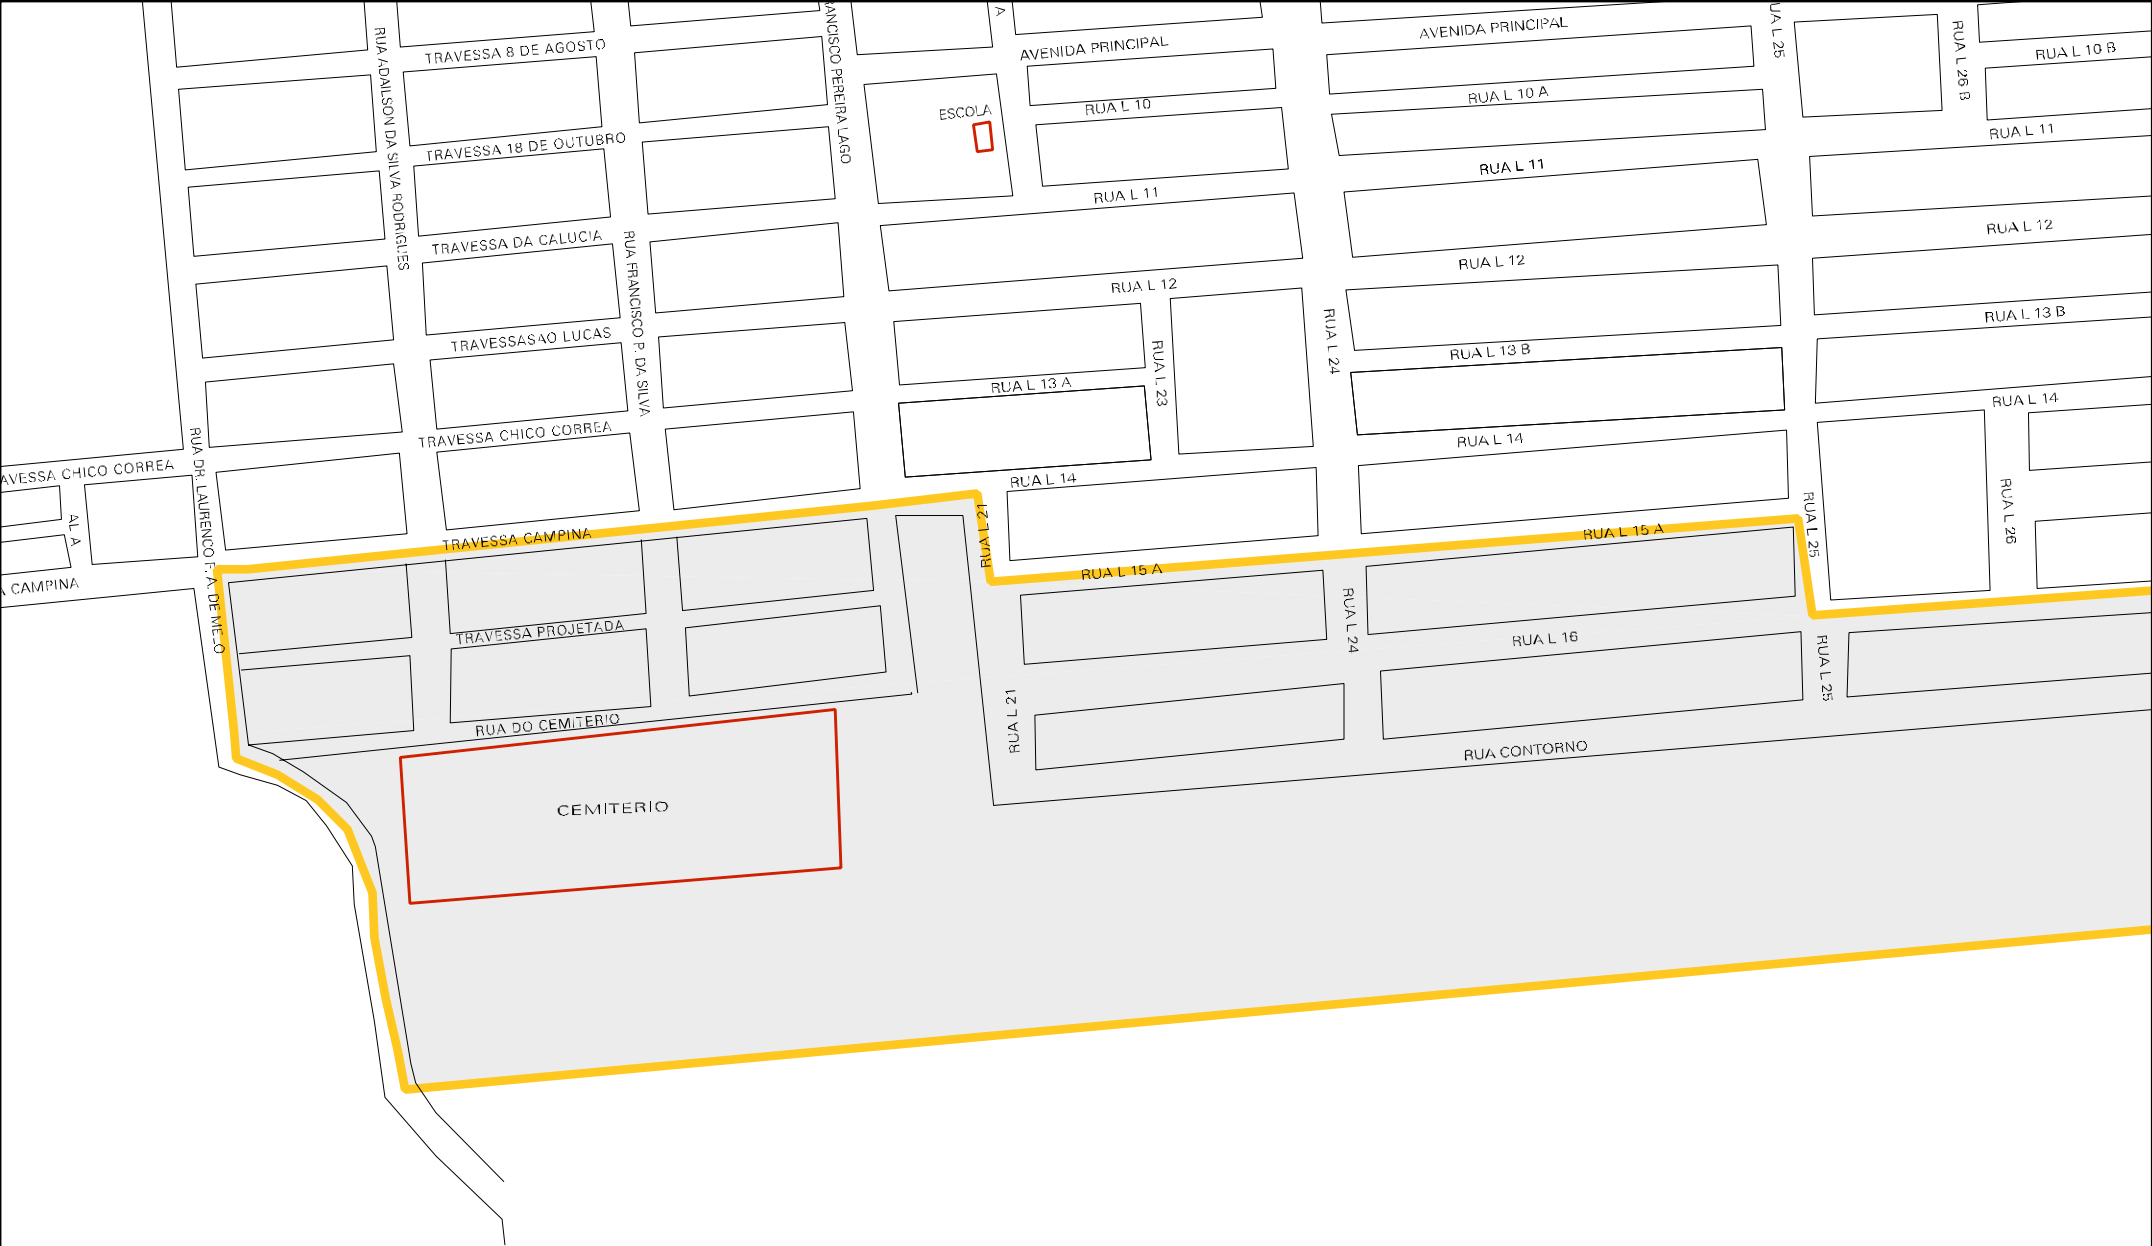 AVENIDA PRINCIPAL
AVENIDA PRINCIPAL
RUA L 25
RUA L 26 B
RUA L 10 B
TRAVESSA 8 DE AGOSTO
RUA ADAILSON DA SILVA RODRIGUES
FRANCISCO PEREIRA LAGO
A
ESCOLA
RUA L 10
RUA L 10 A
RUA L 11
TRAVESSA 18 DE OUTUBRO
RUA L 11
RUA L 11
TRAVESSA DA CALUCIA
RUA FRANCISCO P. DA SILVA
RUA L 12
RUA L 12
RUA L 12
TRAVESSASAO LUCAS
RUA L 23
RUA L 24
RUA L 13 B
RUA L 13 B
RUA L 13 A
RUA L 14
TRAVESSA CHICO CORREA
RUA L 14
RUA L 14
AVESSA CHICO CORREA
RUA DR. LAURENCO F. A. DE MELO
AL A
RUA L 21
RUA L 25
RUA L 26
TRAVESSA CAMPINA
RUA L 15 A
RUA L 15 A
A CAMPINA
RUA L 24
TRAVESSA PROJETADA
RUA L 16
RUA L 25
RUA L 21
RUA DO CEMITERIO
RUA CONTORNO
CEMITERIO